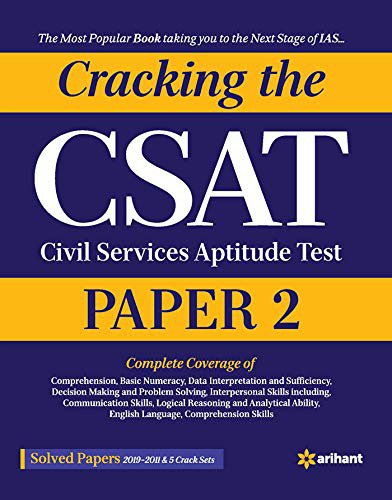 The Most Popular Book taking you to the Next Stage of IAS...
Cracking the
CSAT
Civil Services Aptitude Test
PAPER 2
Complete Coverage of
Comprehension, Basic Numeracy, Data Interpretation and Sufficiency,
Decision Making and Problem Solving, Interpersonal Skills including,
Communication Skills, Logical Reasoning and Analytical Ability,
English Language, Comprehension Skills
Solved Papers 2019-2011 & 5 Crack Sets
arihant